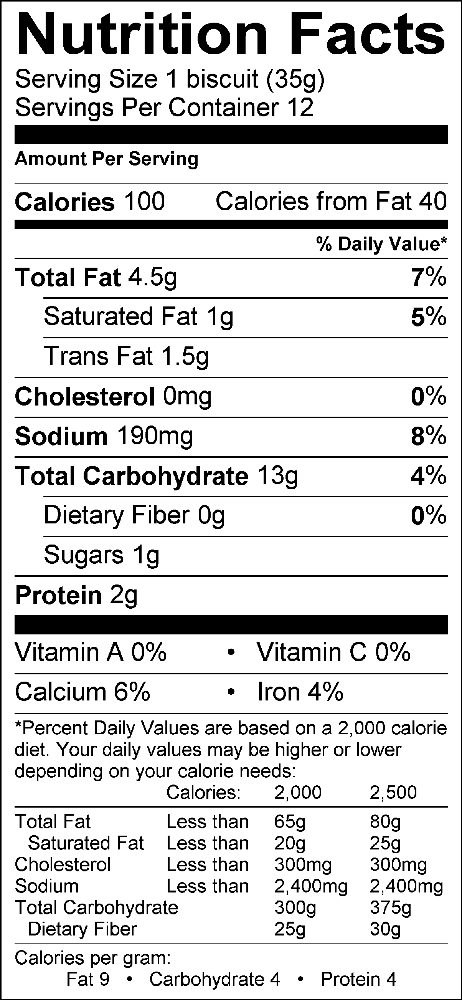 Nutrition Facts
Serving Size 1 biscuit (35g)
Servings Per Container 12
Amount Per Serving
Calories 100 Calories from Fat 40
% Daily Value*
Total Fat 4.5g 7%
Saturated Fat 1g 5%
Trans Fat 1.5g
Cholesterol 0mg 0%
Sodium 190mg 8%
Total Carbohydrate 13g 4%
Dietary Fiber 0g 0%
Sugars 1g
Protein 2g
Vitamin A 0% • Vitamin C 0%
Calcium 6% • Iron 4%
*Percent Daily Values are based on a 2,000 calorie
diet. Your daily values may be higher or lower
depending on your calorie needs:
Calories: 2,000 2,500
Total Fat Less than 65g 80g
Saturated Fat Less than 20g 25g
Cholesterol Less than 300mg 300mg
Sodium Less than 2,400mg 2,400mg
Total Carbohydrate 300g 375g
Dietary Fiber 25g 30g
Calories per gram:
Fat 9 • Carbohydrate 4 • Protein 4